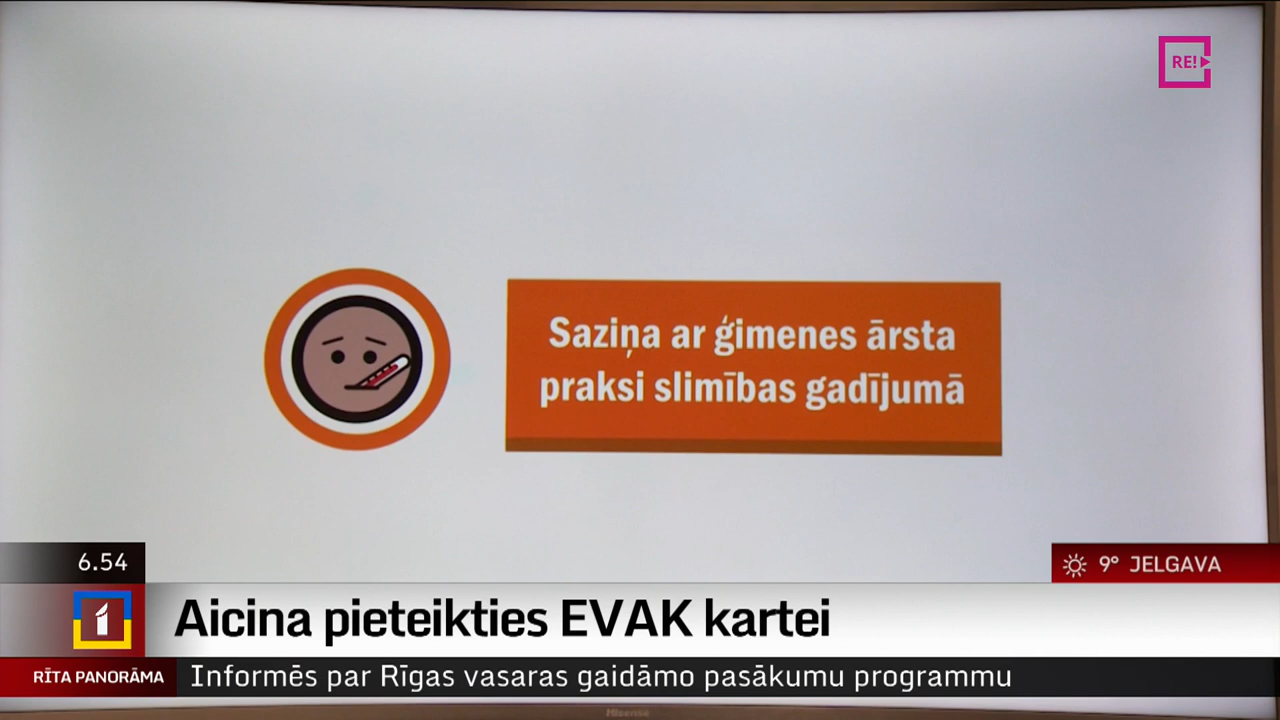 RE!
Saziņa ar ģimenes ārsta
praksi slimības gadījumā
6.54
9° JELGAVA
1
Aicina pieteikties EVAK kartei
RĪTA PANORĀMA
Informēs par Rīgas vasaras gaidāmo pasākumu programmu
Hisense